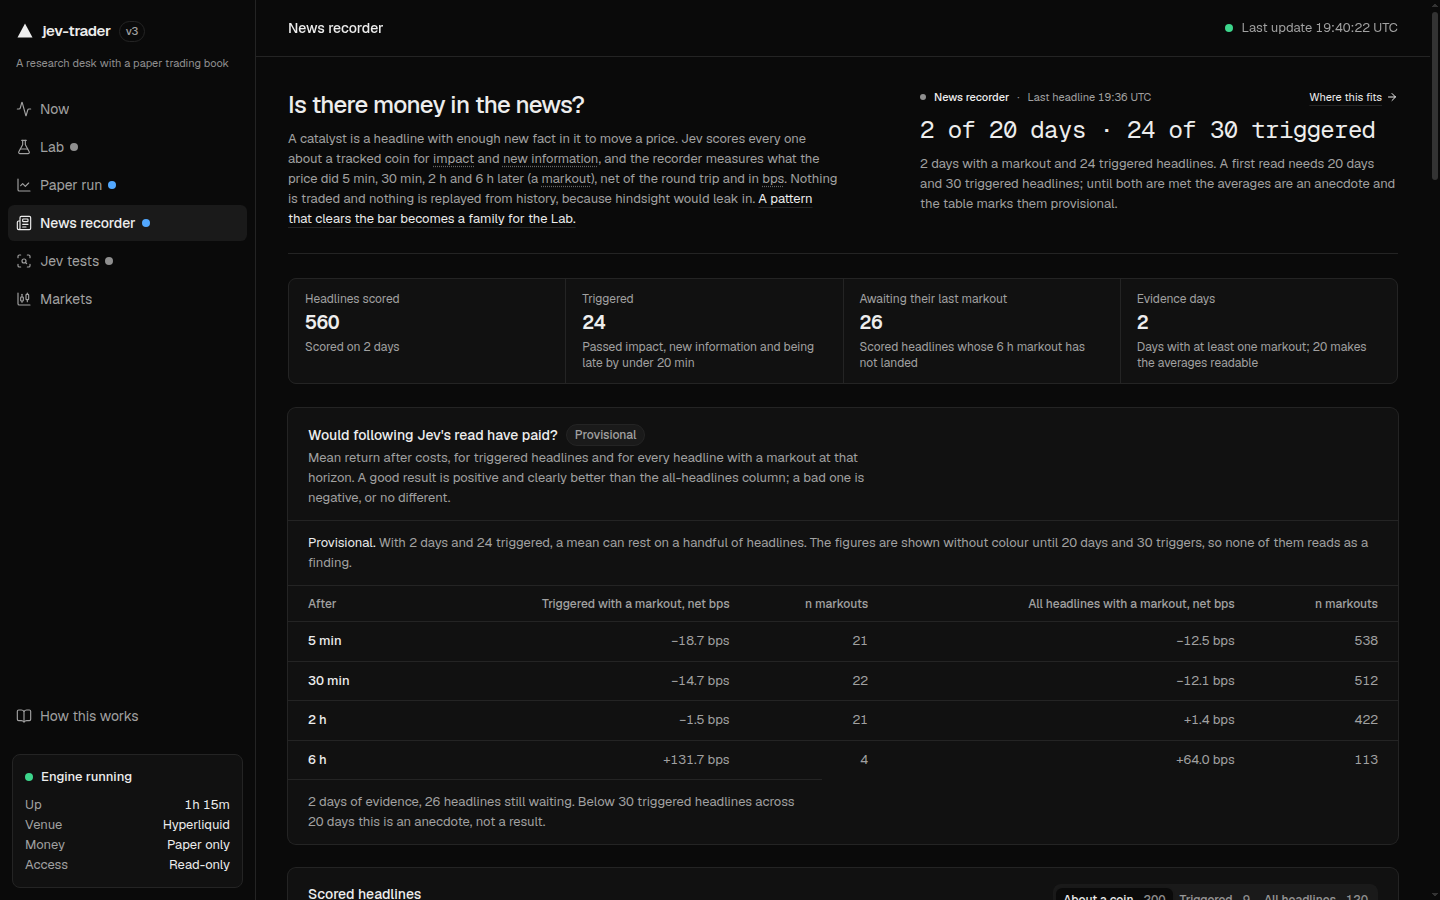 jev-trader v3
A research desk with a paper trading book
Now
Lab
Paper run
News recorder
Jev tests
Markets
How this works
Engine running
Up 1h 15m
Venue Hyperliquid
Money Paper only
Access Read-only
News recorder
Last update 19:40:22 UTC
Is there money in the news?
A catalyst is a headline with enough new fact in it to move a price. Jev scores every one
about a tracked coin for impact and new information, and the recorder measures what the
price did 5 min, 30 min, 2 h and 6 h later (a markout), net of the round trip and in bps. Nothing
is traded and nothing is replayed from history, because hindsight would leak in. A pattern
that clears the bar becomes a family for the Lab.
News recorder · Last headline 19:36 UTC
Where this fits →
2 of 20 days · 24 of 30 triggered
2 days with a markout and 24 triggered headlines. A first read needs 20 days
and 30 triggered headlines; until both are met the averages are an anecdote and
the table marks them provisional.
Headlines scored
560
Scored on 2 days
Triggered
24
Passed impact, new information and being
late by under 20 min
Awaiting their last markout
26
Scored headlines whose 6 h markout has
not landed
Evidence days
2
Days with at least one markout; 20 makes
the averages readable
Would following Jev's read have paid? Provisional
Mean return after costs, for triggered headlines and for every headline with a markout at that
horizon. A good result is positive and clearly better than the all-headlines column; a bad one is
negative, or no different.
Provisional. With 2 days and 24 triggered, a mean can rest on a handful of headlines. The figures are shown without colour until 20 days and 30 triggers, so none of them reads as a
finding.
After Triggered with a markout, net bps n markouts All headlines with a markout, net bps n markouts
5 min −18.7 bps 21 −12.5 bps 538
30 min −14.7 bps 22 −12.1 bps 512
2 h −1.5 bps 21 +1.4 bps 422
6 h +131.7 bps 4 +64.0 bps 113
2 days of evidence, 26 headlines still waiting. Below 30 triggered headlines across
20 days this is an anecdote, not a result.
Scored headlines
About a coin 200 Triggered 9 All headlines 120